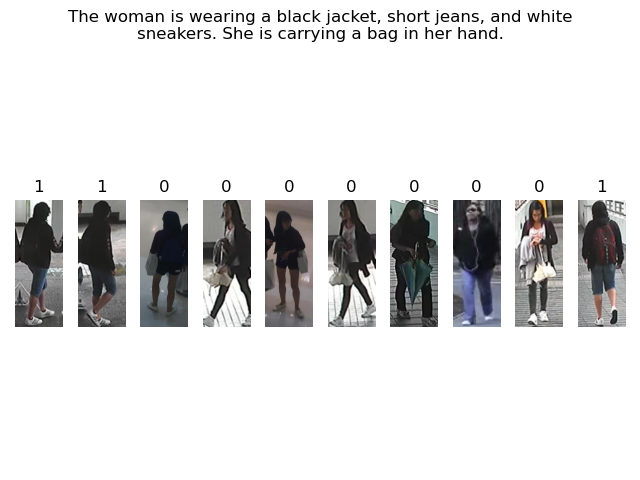 The woman is wearing a black jacket, short jeans, and white
sneakers. She is carrying a bag in her hand.
1 1 0 0 0 0 0 0 0 1